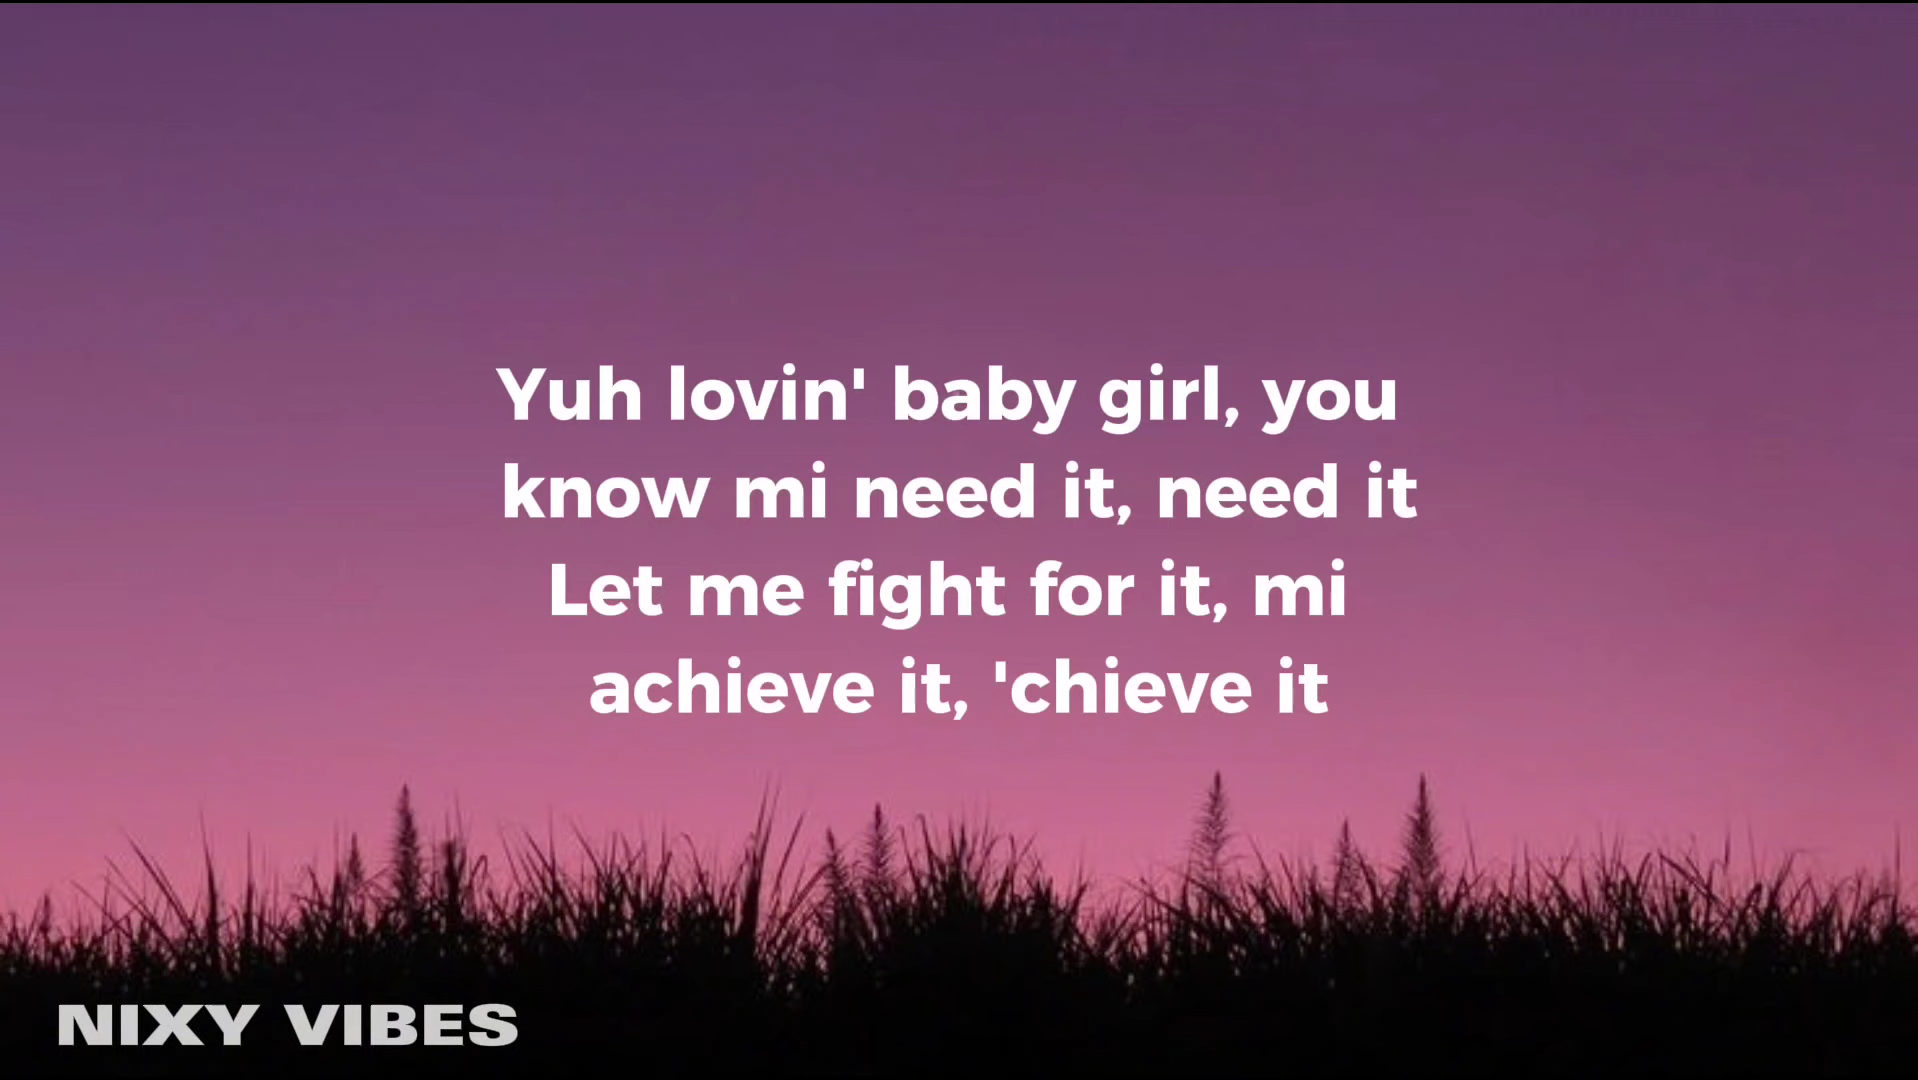 Yuh lovin' baby girl, you
know mi need it, need it
Let me fight for it, mi
achieve it, 'chieve it
NIXY VIBES